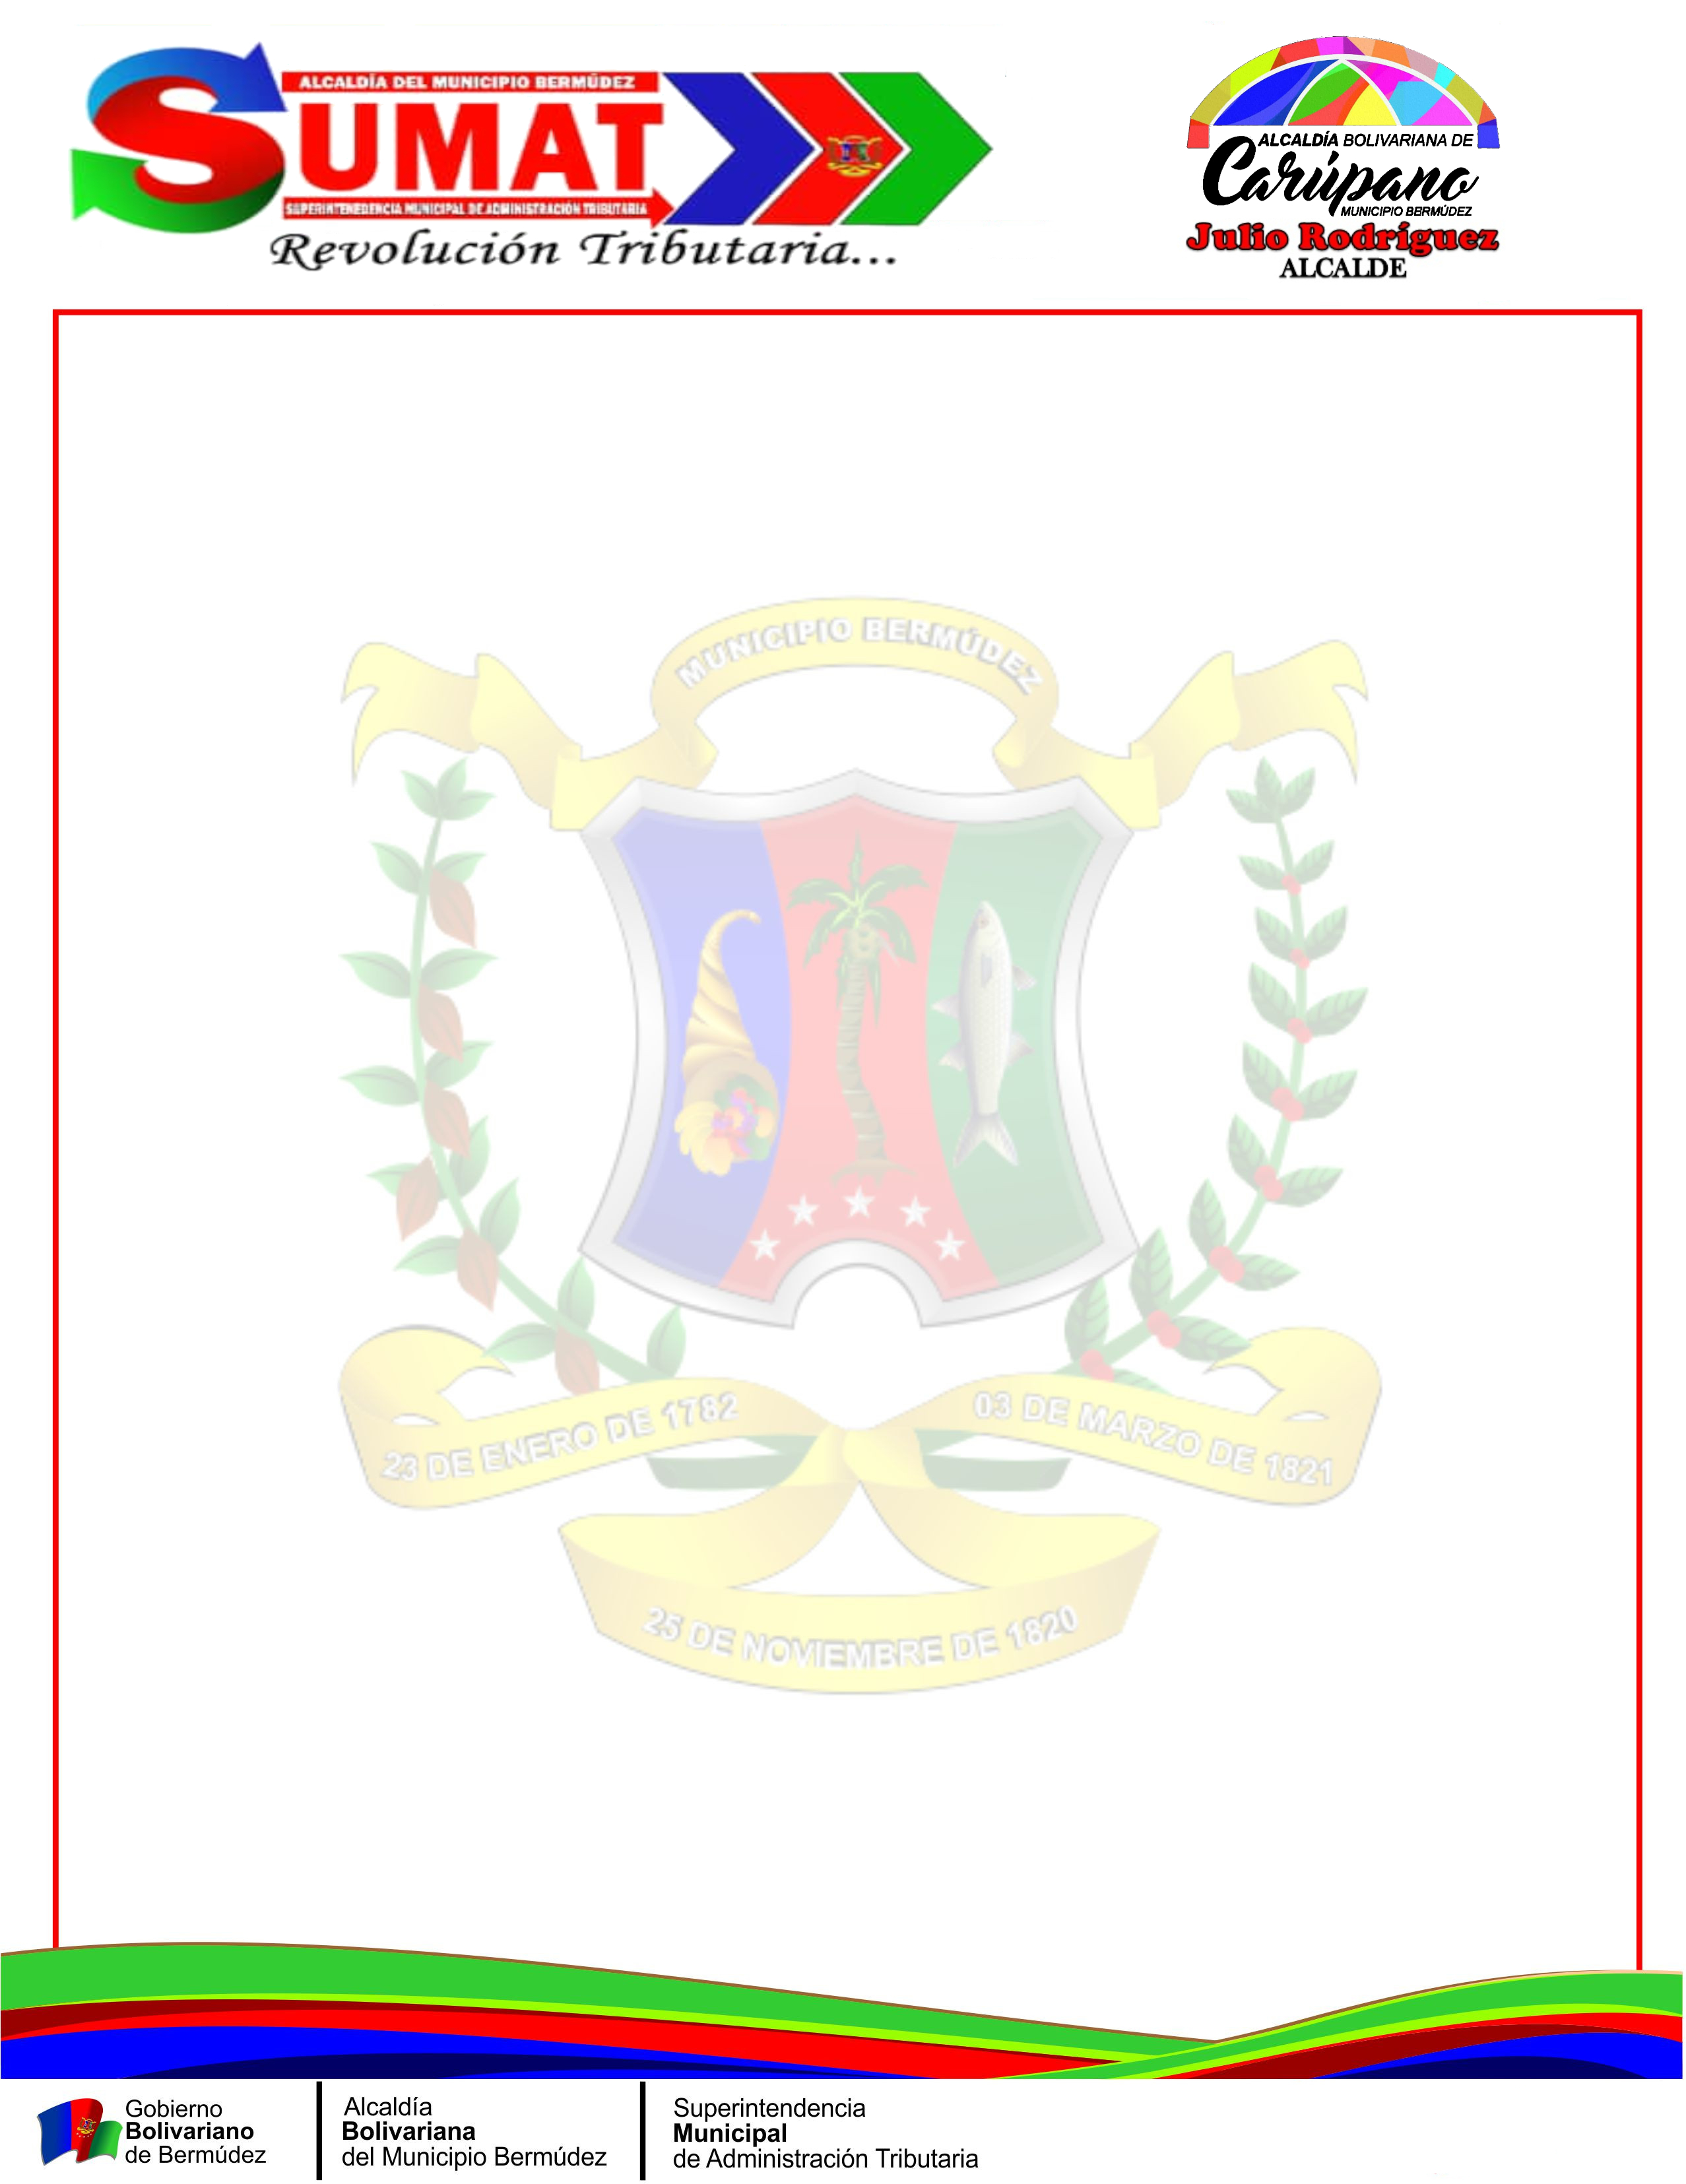 ALCALDÍA DEL MUNICIPIO BERMÚDEZ
SUMAT
SUPERINTENEDENCIA MUNICIPAL DE ADMINISTRACIÓN TRIBUTARIA
Revolución Tributaria...
ALCALDÍA BOLIVARIANA DE
Carúpano
MUNICIPIO BERMÚDEZ
Julio Rodríguez
ALCALDE
MUNICIPIO BERMÚDEZ
23 DE ENERO DE 1782
03 DE MARZO DE 1821
25 DE NOVIEMBRE DE 1820
Gobierno
Bolivariano
de Bermúdez
Alcaldía
Bolivariana
del Municipio Bermúdez
Superintendencia
Municipal
de Administración Tributaria